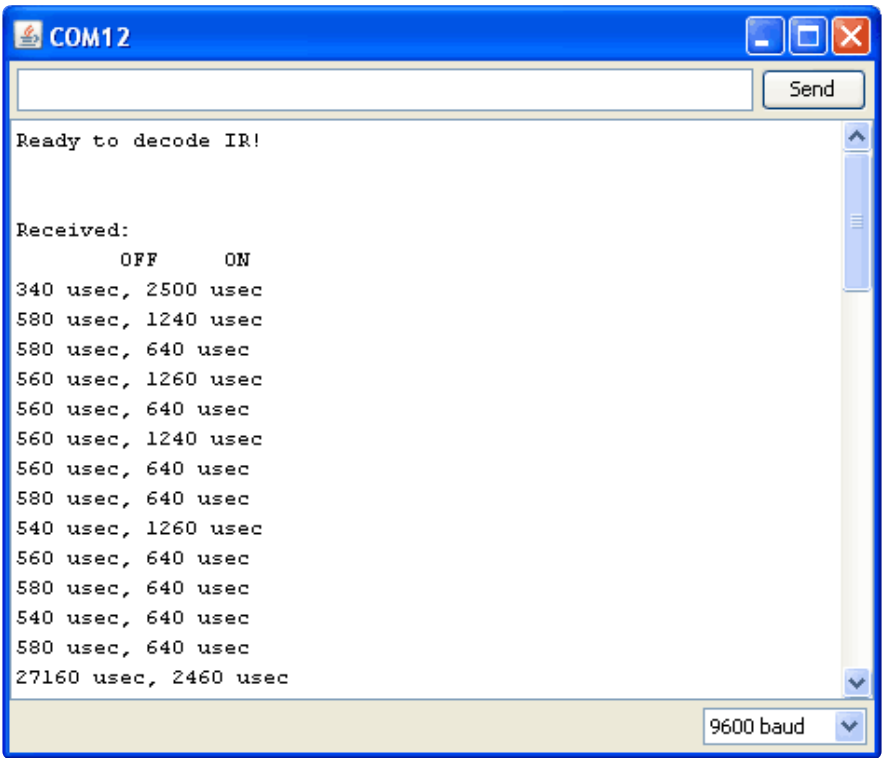 COM12
Send
Ready to decode IR!
Received:
OFF ON
340 usec, 2500 usec
580 usec, 1240 usec
580 usec, 640 usec
560 usec, 1260 usec
560 usec, 640 usec
560 usec, 1240 usec
560 usec, 640 usec
580 usec, 640 usec
540 usec, 1260 usec
560 usec, 640 usec
580 usec, 640 usec
540 usec, 640 usec
580 usec, 640 usec
27160 usec, 2460 usec
9600 baud